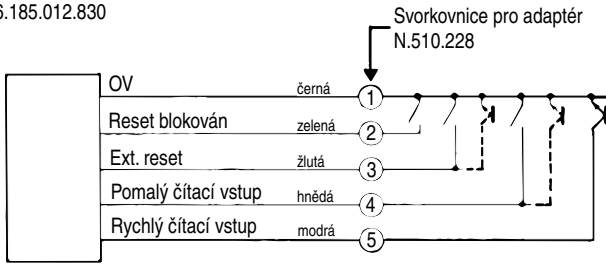 6.185.012.830
Svorkovnice pro adaptér
N.510.228
OV černá 1
Reset blokován zelená 2
Ext. reset žlutá 3
Pomalý čítací vstup hnědá 4
Rychlý čítací vstup modrá 5